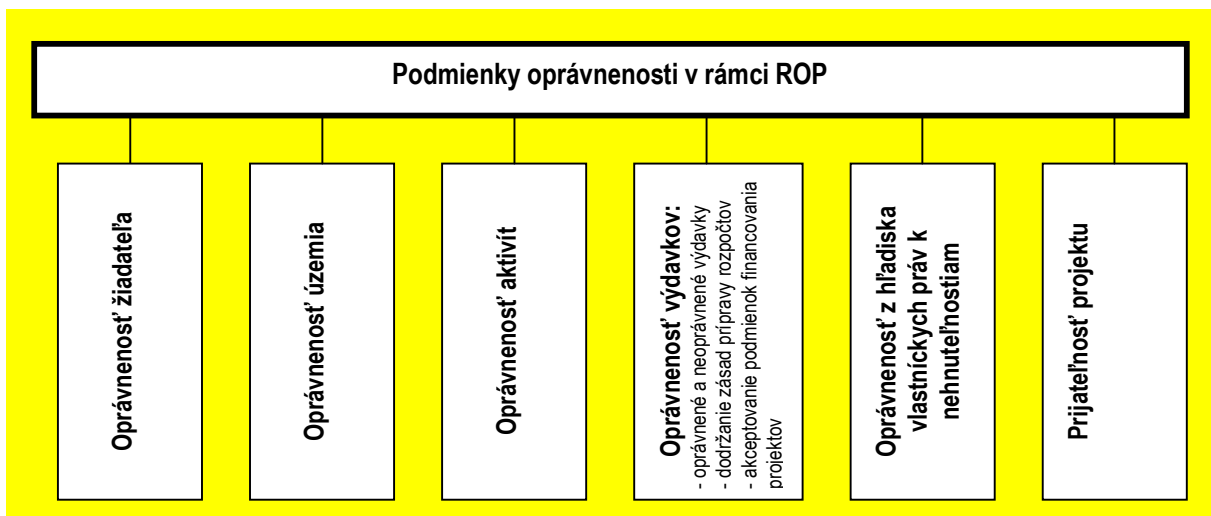 Podmienky oprávnenosti v rámci ROP
Oprávnenosť žiadateľa
Oprávnenosť územia
Oprávnenosť aktivít
Oprávnenosť výdavkov:
- oprávnené a neoprávnené výdavky
- dodržanie zásad prípravy rozpočtov
- akceptovanie podmienok financovania
projektov
Oprávnenosť z hľadiska
vlastníckych práv k
nehnuteľnostiam
Prijateľnosť projektu